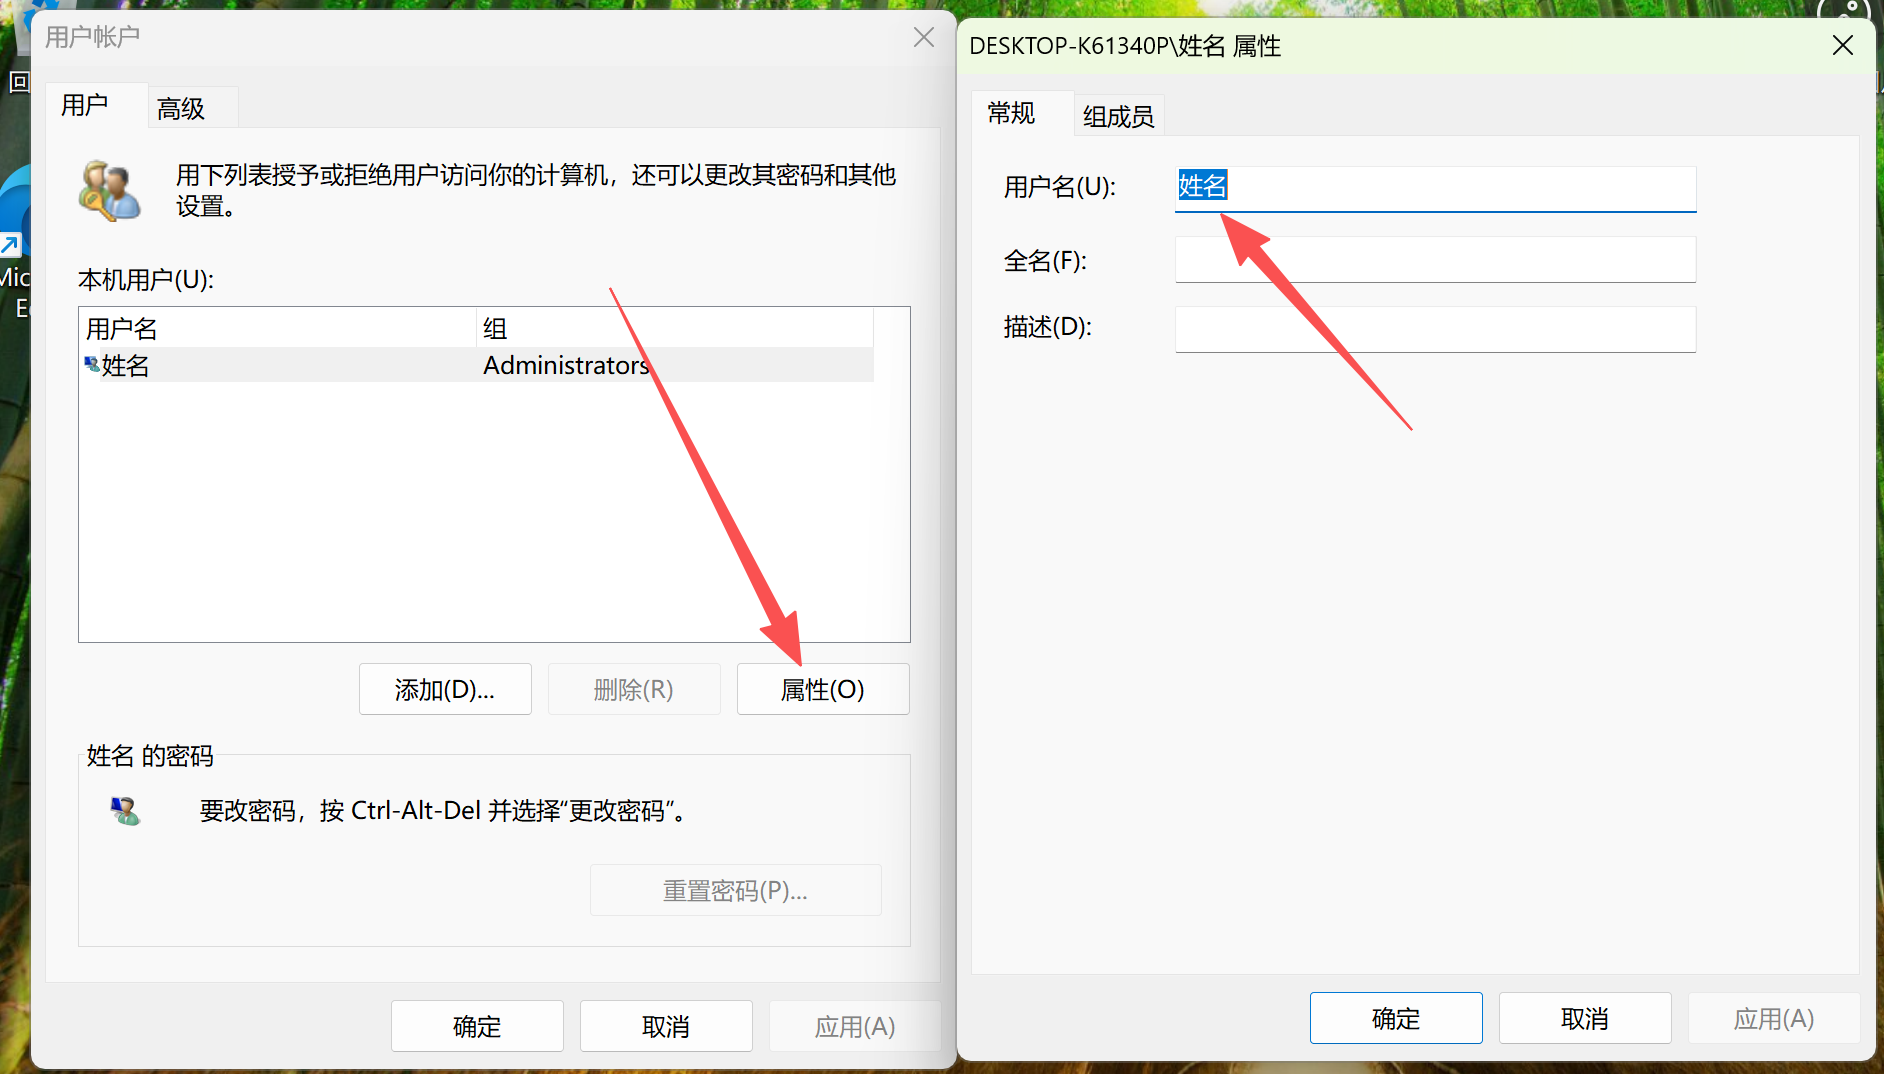 回
Mic
用户帐户
用户
高级
用下列表授予或拒绝用户访问你的计算机，还可以更改其密码和其他
设置。
本机用户(U):
用户名
组
姓名
Administrators
添加(D)...
删除(R)
属性(O)
姓名 的密码
要改密码，按 Ctrl-Alt-Del 并选择“更改密码”。
重置密码(P)...
确定
取消
应用(A)
DESKTOP-K61340P\姓名 属性
常规
组成员
用户名(U):
姓名
全名(F):
描述(D):
确定
取消
应用(A)